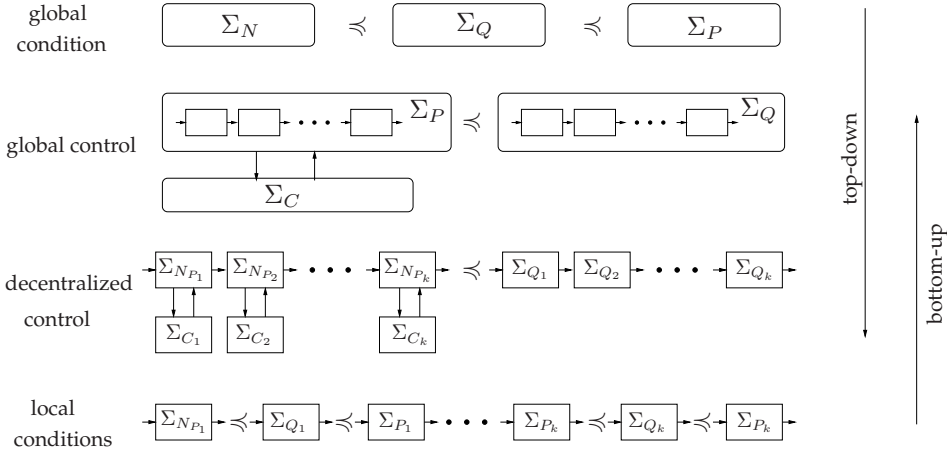 global condition
Σ_N ≼ Σ_Q ≼ Σ_P
global control
Σ_P ≼ Σ_Q
Σ_C
decentralized control
Σ_{N_{P_1}} Σ_{N_{P_2}} • • • Σ_{N_{P_k}} ≼ Σ_{Q_1} Σ_{Q_2} • • • Σ_{Q_k}
Σ_{C_1} Σ_{C_2} Σ_{C_k}
local conditions
Σ_{N_{P_1}} ≼ Σ_{Q_1} ≼ Σ_{P_1} • • • Σ_{P_k} ≼ Σ_{Q_k} ≼ Σ_{P_k}
top-down
bottom-up